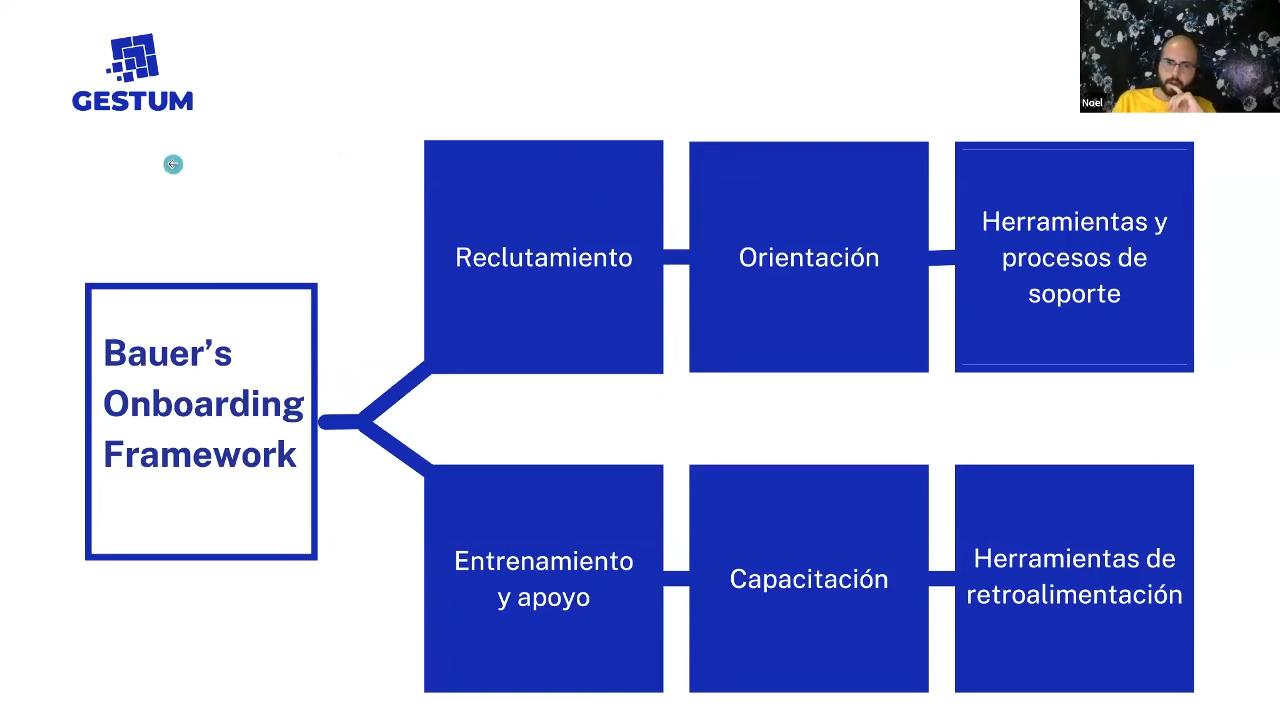 GESTUM
Noel
Bauer’s
Onboarding
Framework
Reclutamiento
Orientación
Herramientas y
procesos de
soporte
Entrenamiento
y apoyo
Capacitación
Herramientas de
retroalimentación